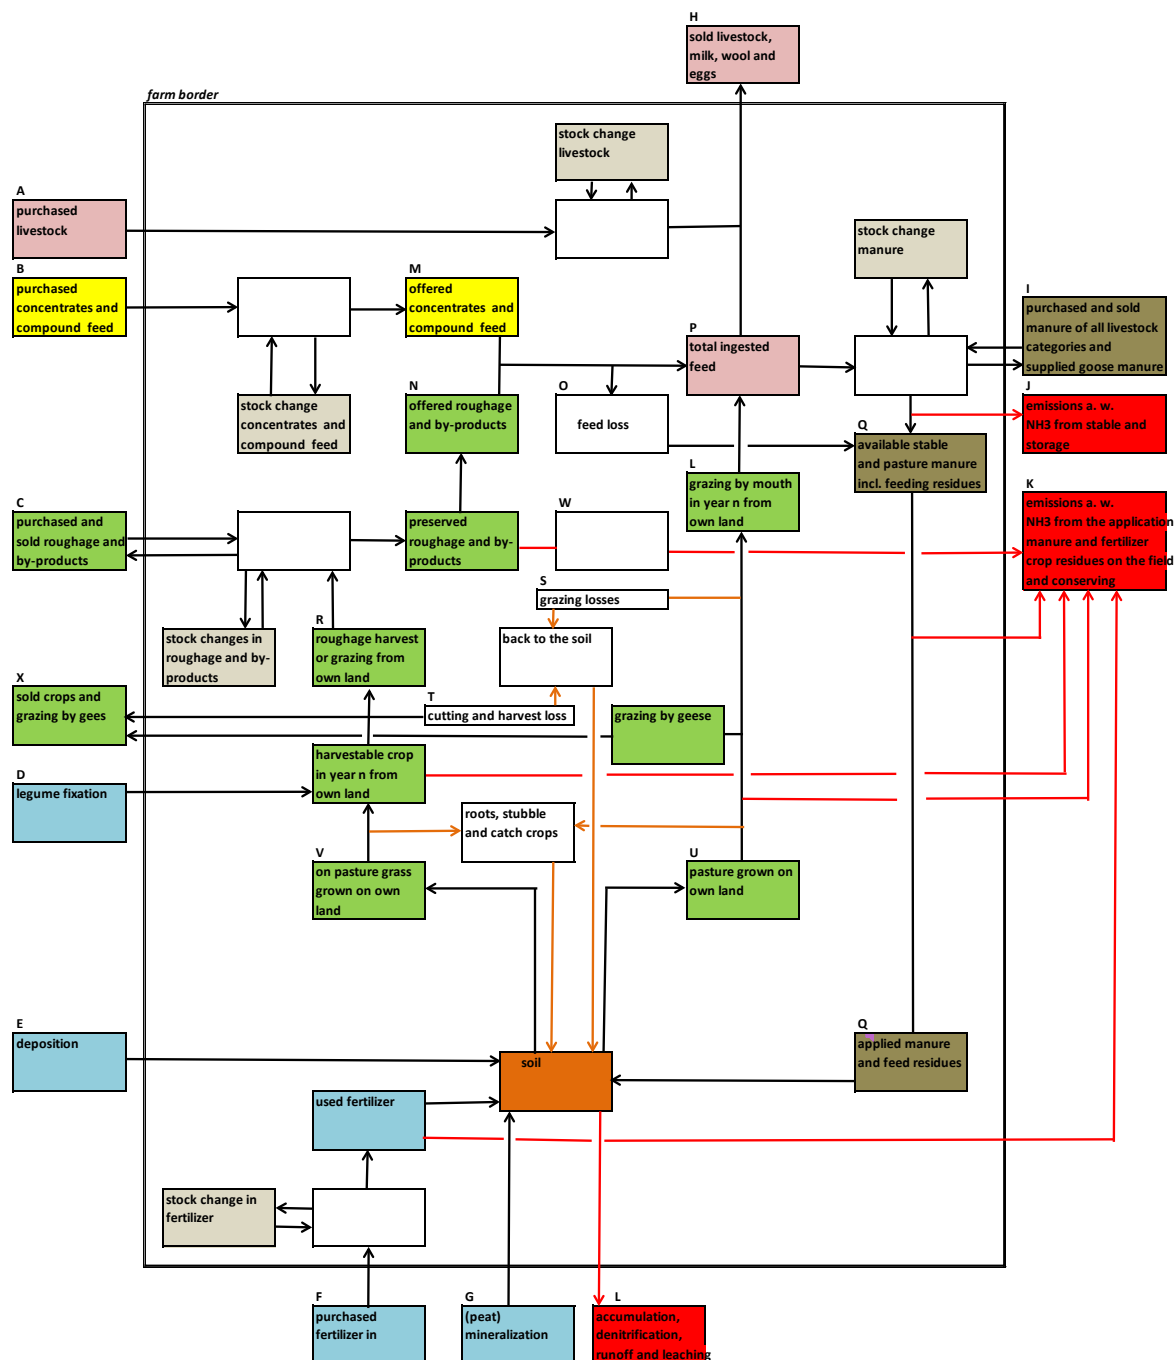 H
sold livestock,
milk, wool and
eggs
farm border
stock change
livestock
A
purchased
livestock
stock change
manure
B
purchased
concentrates and
compound feed
M
offered
concentrates and
compound feed
I
purchased and sold
manure of all livestock
categories and
supplied goose manure
P
total ingested
feed
stock change
concentrates and
compound feed
N
offered roughage
and by-products
O
feed loss
J
emissions a. w.
NH3 from stable and
storage
Q
available stable
and pasture manure
incl. feeding residues
L
grazing by mouth
in year n from
own land
C
purchased and
sold roughage and
by-products
preserved
roughage and by-
products
W
K
emissions a. w.
NH3 from the application
manure and fertilizer
crop residues on the field
and conserving
S
grazing losses
stock changes in
roughage and by-
products
R
roughage harvest
or grazing from
own land
back to the soil
X
sold crops and
grazing by gees
T
cutting and harvest loss
grazing by geese
D
legume fixation
harvestable crop
in year n from
own land
roots, stubble
and catch crops
V
on pasture grass
grown on own
land
U
pasture grown on
own land
E
deposition
soil
Q
applied manure
and feed residues
used fertilizer
stock change in
fertilizer
F
purchased
fertilizer in
G
(peat)
mineralization
L
accumulation,
denitrification,
runoff and leaching